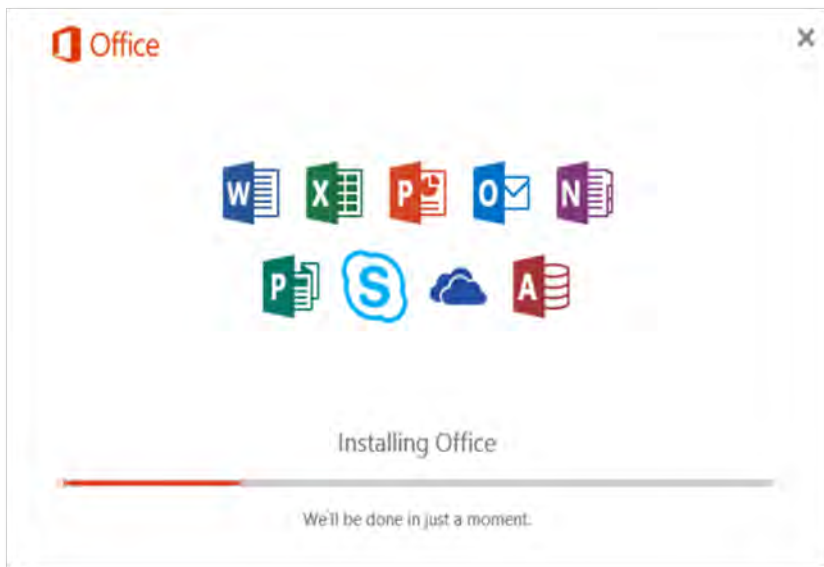 Office
W X P O N
P S A
Installing Office
We'll be done in just a moment.